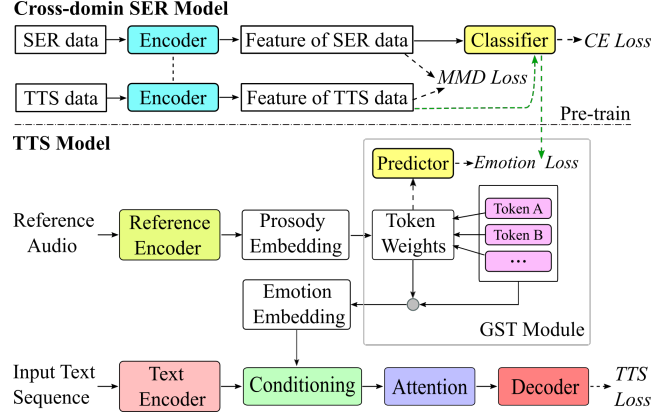 Cross-domin SER Model
SER data
Encoder
Feature of SER data
Classifier
CE Loss
MMD Loss
TTS data
Encoder
Feature of TTS data
Pre-train
TTS Model
Predictor
Emotion Loss
Reference
Audio
Reference
Encoder
Prosody
Embedding
Token
Weights
Token A
Token B
...
Emotion
Embedding
GST Module
Input Text
Sequence
Text
Encoder
Conditioning
Attention
Decoder
TTS
Loss